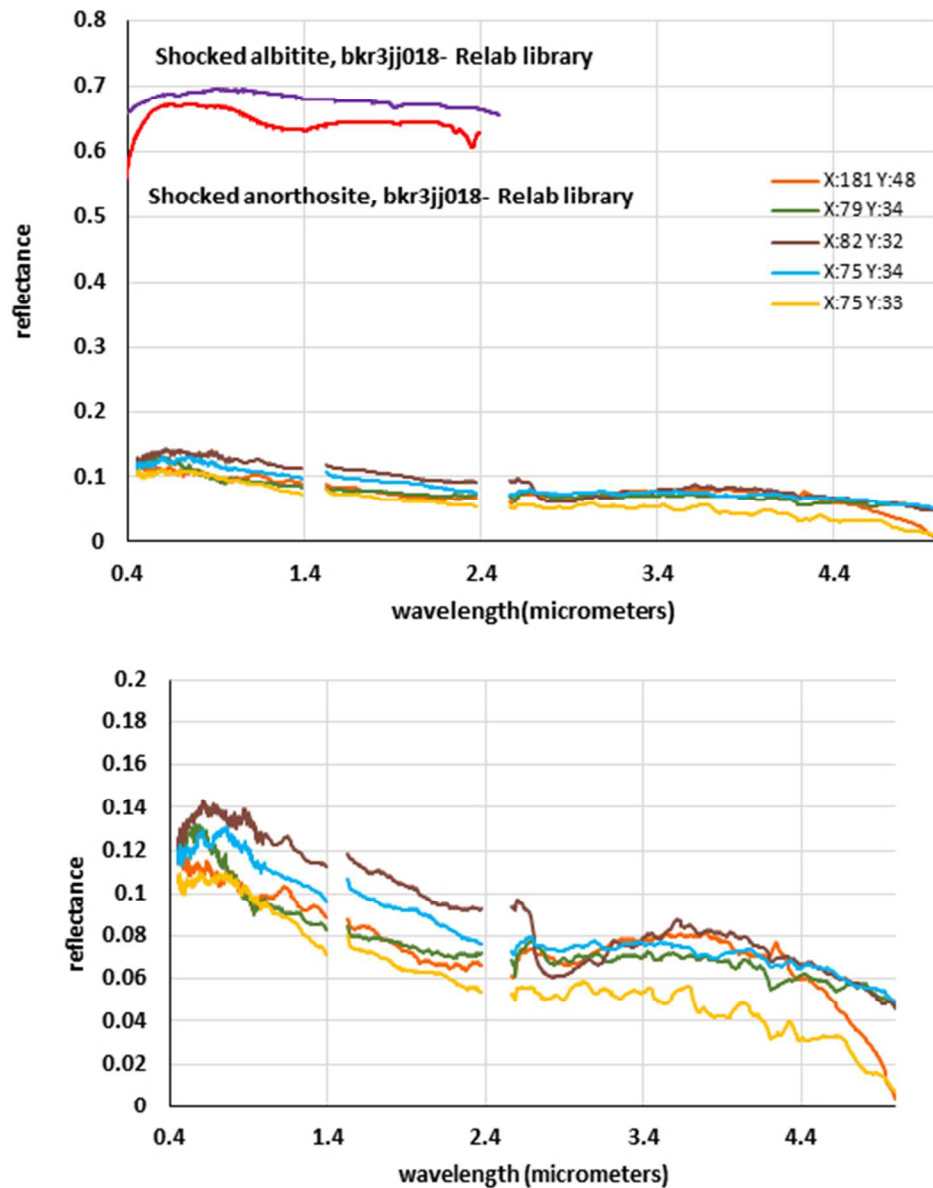 0.8
Shocked albitite, bkr3jj018- Relab library
0.7
0.6
Shocked anorthosite, bkr3jj018- Relab library
X:181 Y:48
0.5
X:79 Y:34
X:82 Y:32
0.4
X:75 Y:34
X:75 Y:33
0.3
0.2
0.1
0
reflectance
0.4 1.4 2.4 3.4 4.4
wavelength(micrometers)
0.2
0.18
0.16
0.14
0.12
0.1
0.08
0.06
0.04
0.02
0
reflectance
0.4 1.4 2.4 3.4 4.4
wavelength (micrometers)